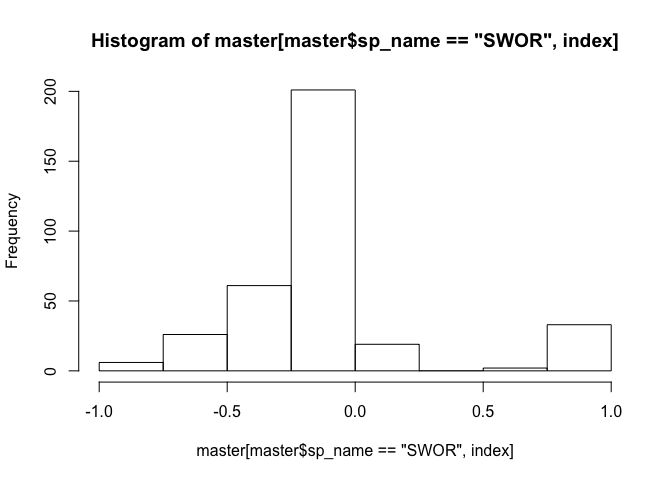 Histogram of master[master$sp_name == "SWOR", index]
Frequency
200
150
100
50
0
-1.0 -0.5 0.0 0.5 1.0
master[master$sp_name == "SWOR", index]